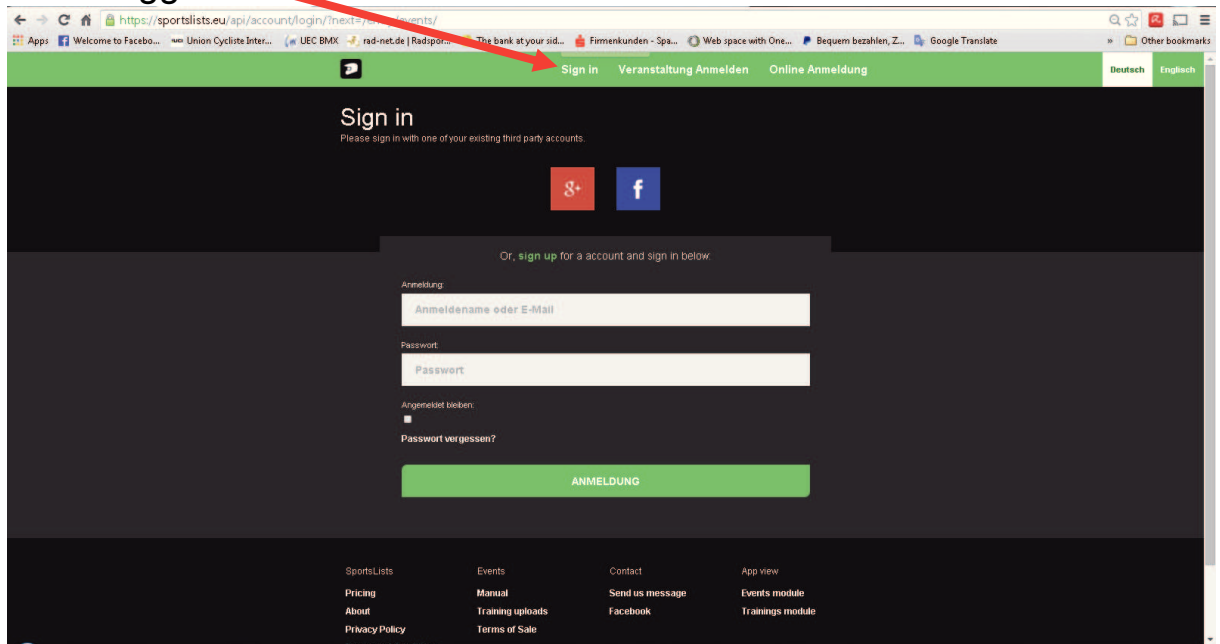 gg
https://sportslists.eu/api/account/login/?next=/ events/
Apps Welcome to Facebo... Union Cycliste Inter... UEC BMX rad-net.de | Radspor... The bank at your sid... Firmenkunden - Spa... Web space with One... Bequem bezahlen, Z... Google Translate » Other bookmarks
Sign in Veranstaltung Anmelden Online Anmeldung Deutsch Englisch
Sign in
Please sign in with one of your existing third party accounts.
8+ f
Or, sign up for a account and sign in below:
Anmeldung:
Anmeldename oder E-Mail
Passwort:
Passwort
Angemeldet bleiben:
Passwort vergessen?
ANMELDUNG
SportsLists Events Contact App view
Pricing Manual Send us message Events module
About Training uploads Facebook Trainings module
Privacy Policy Terms of Sale